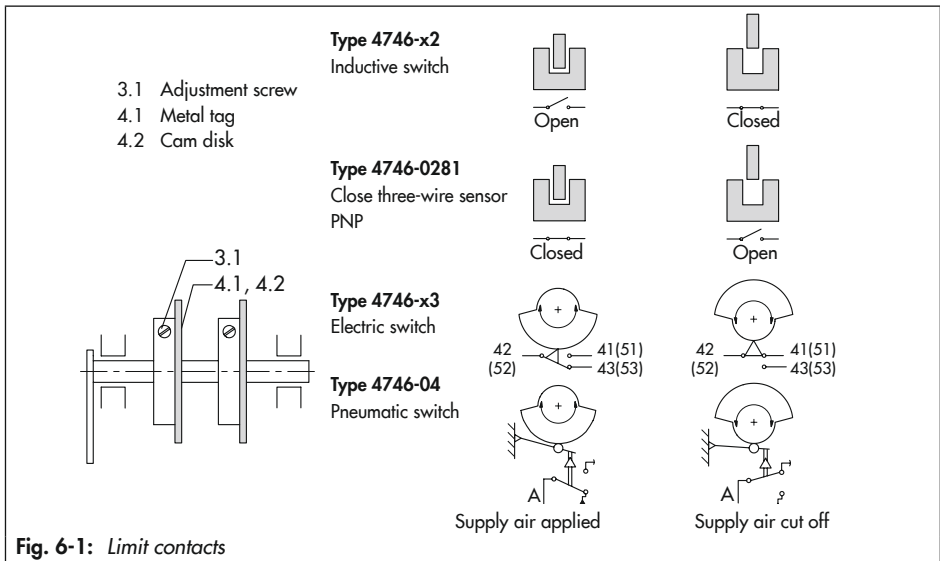 3.1 Adjustment screw
4.1 Metal tag
4.2 Cam disk
3.1
4.1, 4.2
Type 4746-x2
Inductive switch
Open
Closed
Type 4746-0281
Close three-wire sensor
PNP
Closed
Open
Type 4746-x3
Electric switch
42
(52)
41(51)
43(53)
42
(52)
41(51)
43(53)
Type 4746-04
Pneumatic switch
A
Supply air applied
A
Supply air cut off
Fig. 6-1: Limit contacts